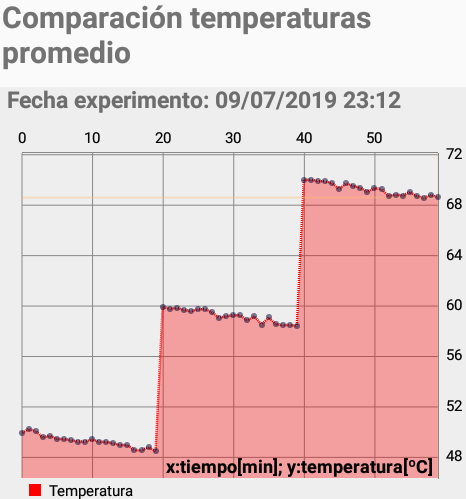 Comparación temperaturas
promedio
Fecha experimento: 09/07/2019 23:12
0 10 20 30 40 50
72
68
64
60
56
52
48
x:tiempo[min]; y:temperatura[ºC]
Temperatura